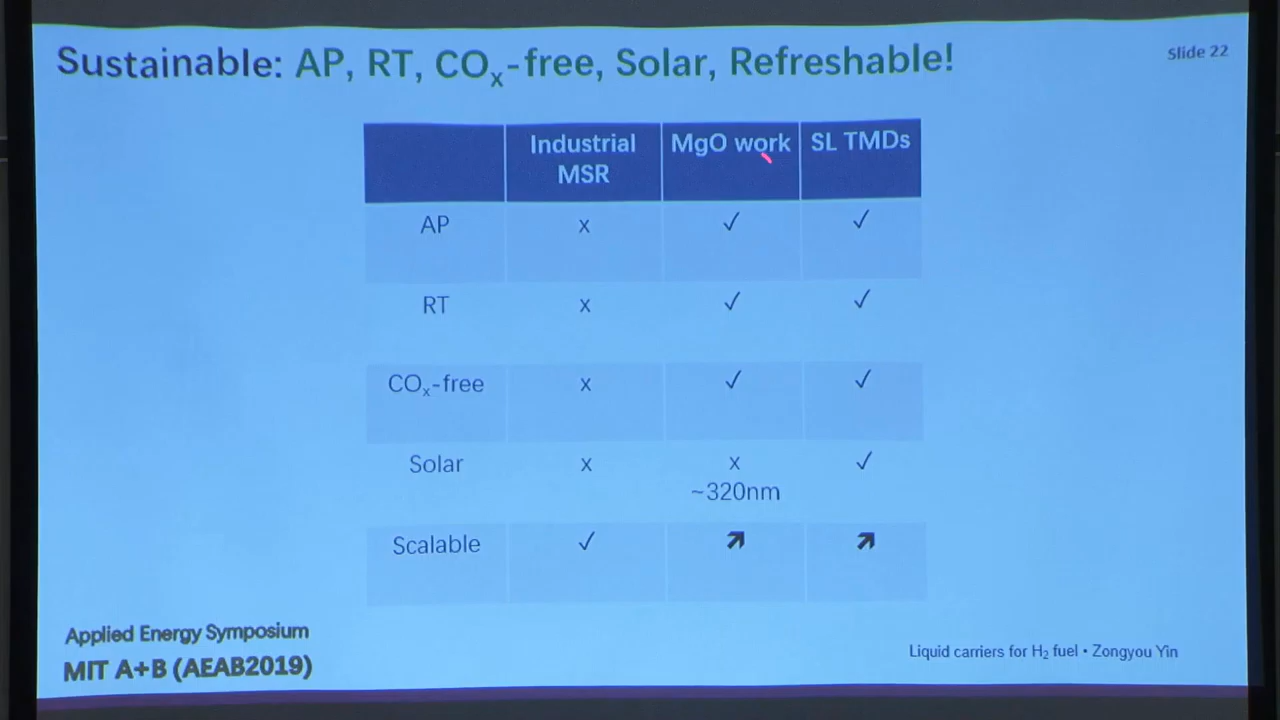 Sustainable: AP, RT, COx-free, Solar, Refreshable!
Slide 22
Industrial MSR MgO work SL TMDs
AP x ✓ ✓
RT x ✓ ✓
COx-free x ✓ ✓
Solar x x ~320nm ✓
Scalable ✓ ↗ ↗
Applied Energy Symposium
MIT A+B (AEAB2019)
Liquid carriers for H2 fuel • Zongyou Yin